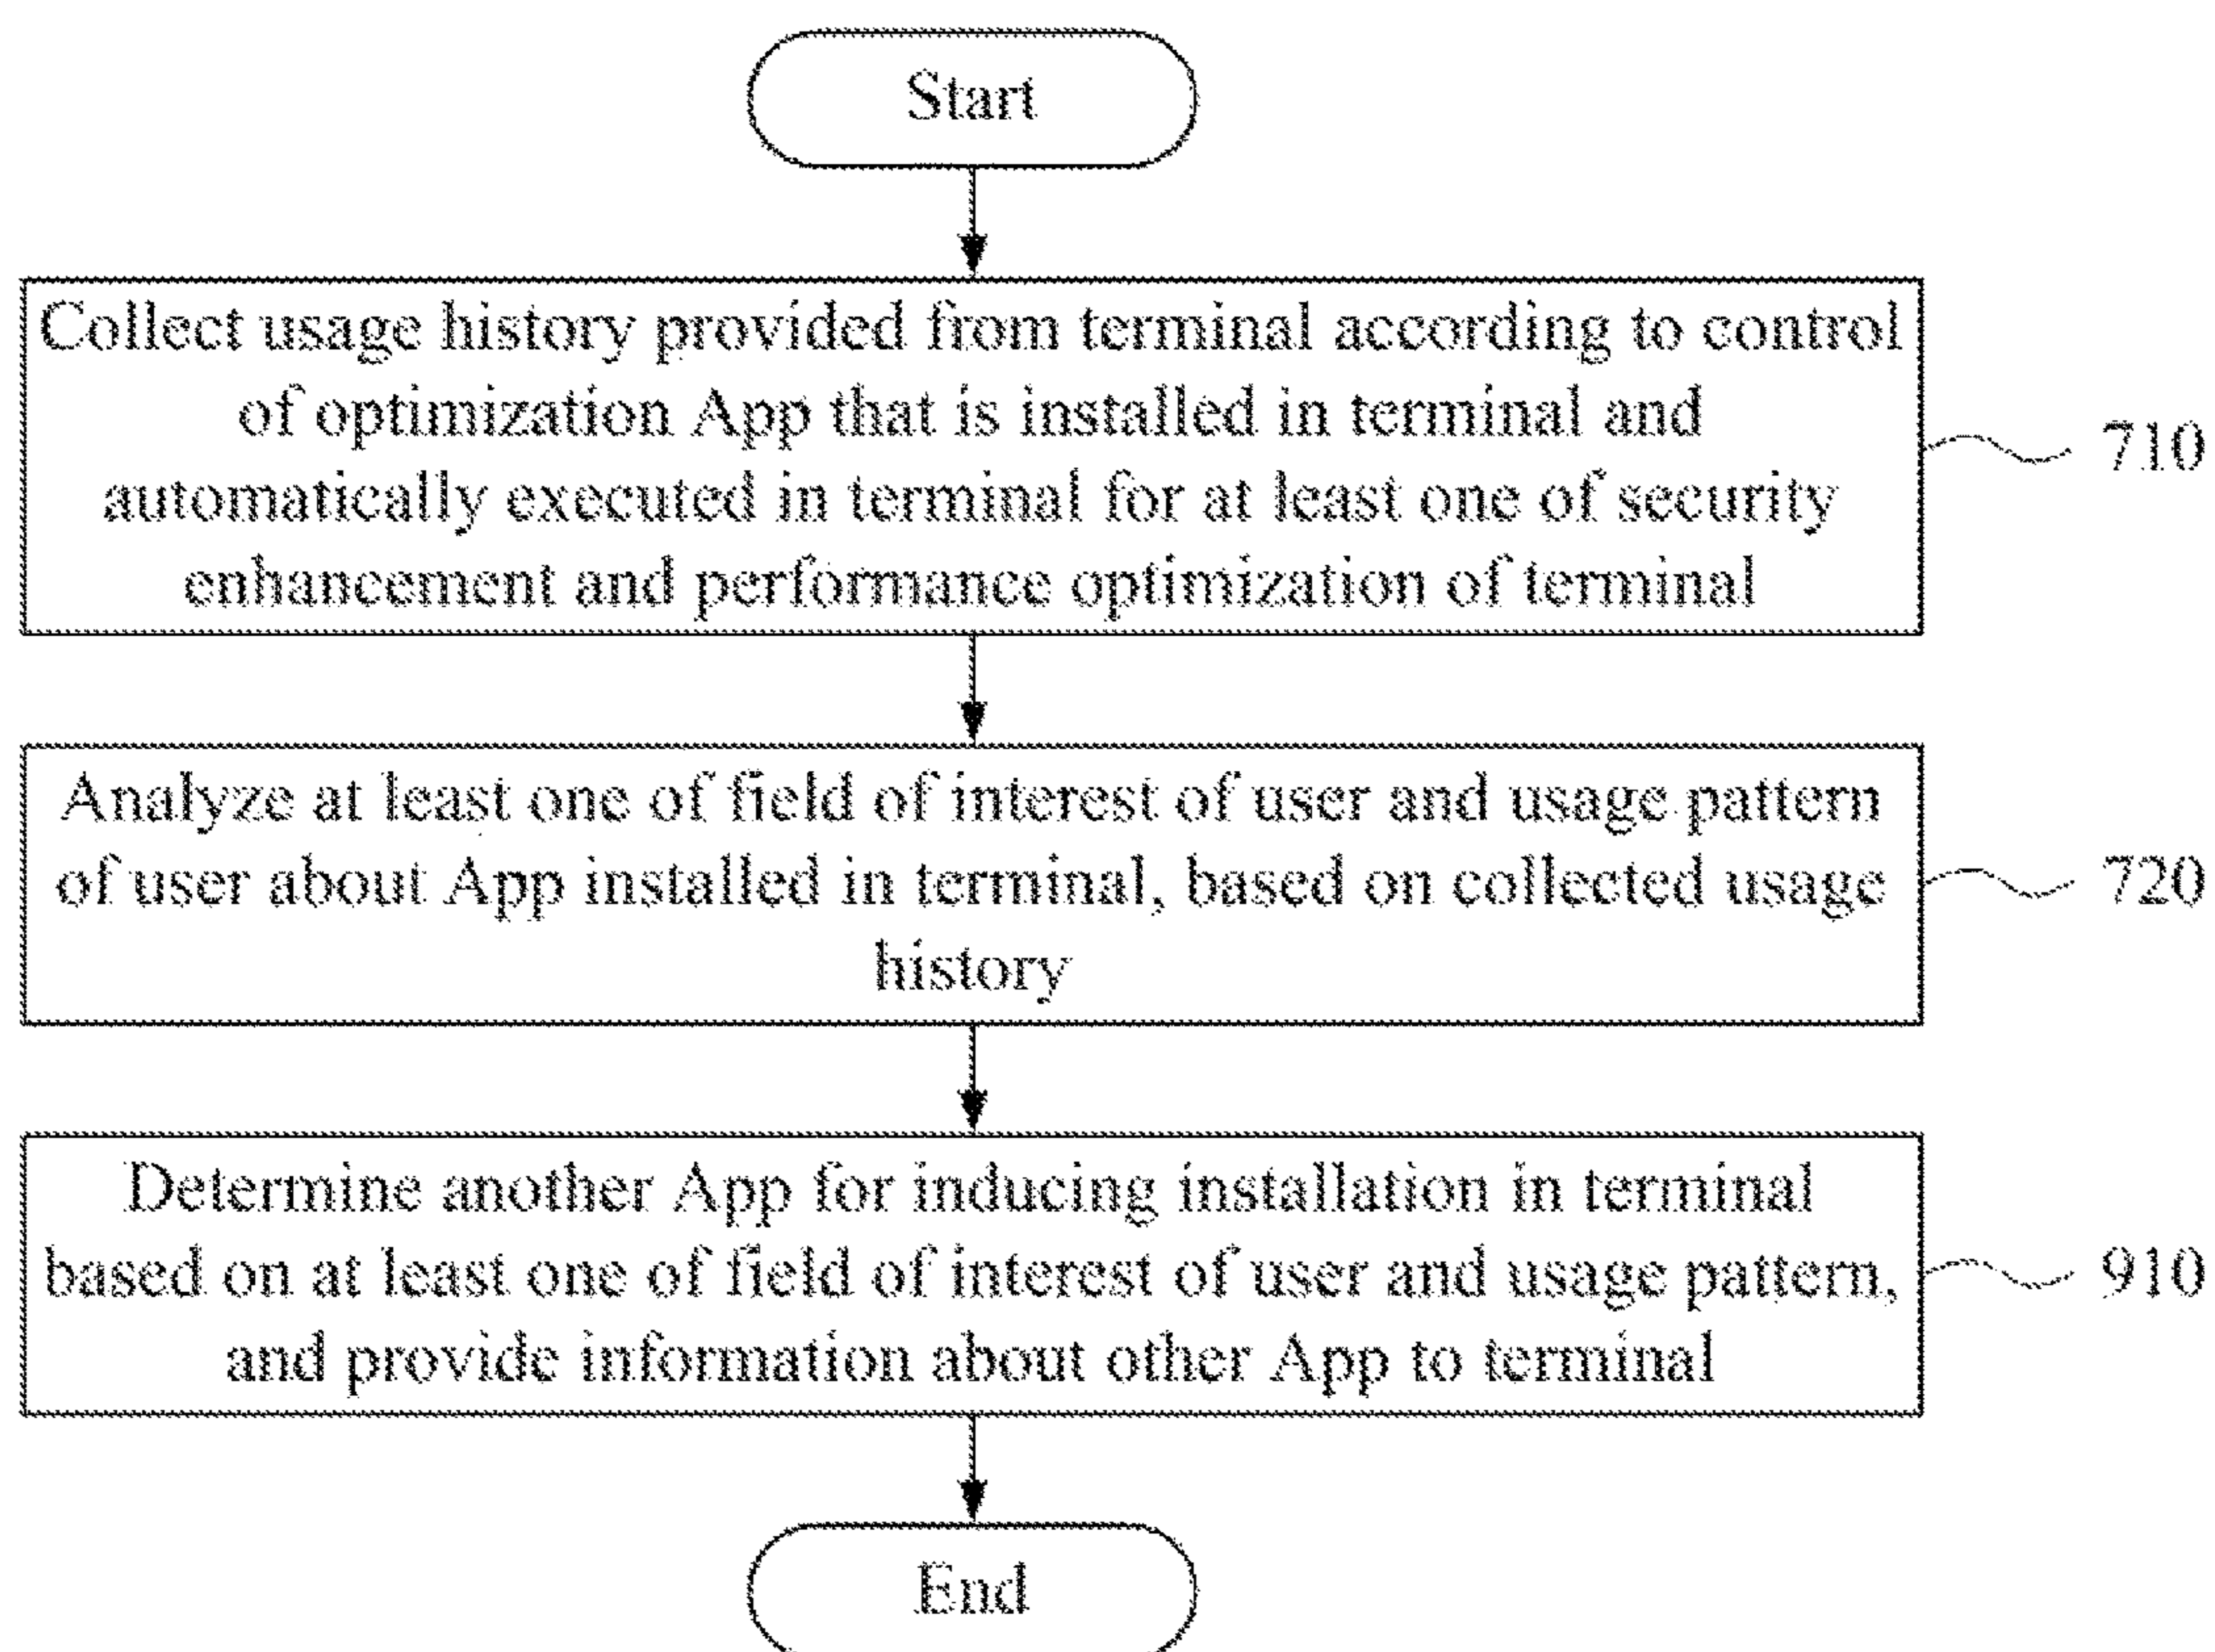 Start
Collect usage history provided from terminal according to control
of optimization App that is installed in terminal and
automatically executed in terminal for at least one of security
enhancement and performance optimization of terminal
710
Analyze at least one of field of interest of user and usage pattern
of user about App installed in terminal, based on collected usage
history
720
Determine another App for inducing installation in terminal
based on at least one of field of interest of user and usage pattern,
and provide information about other App to terminal
910
End